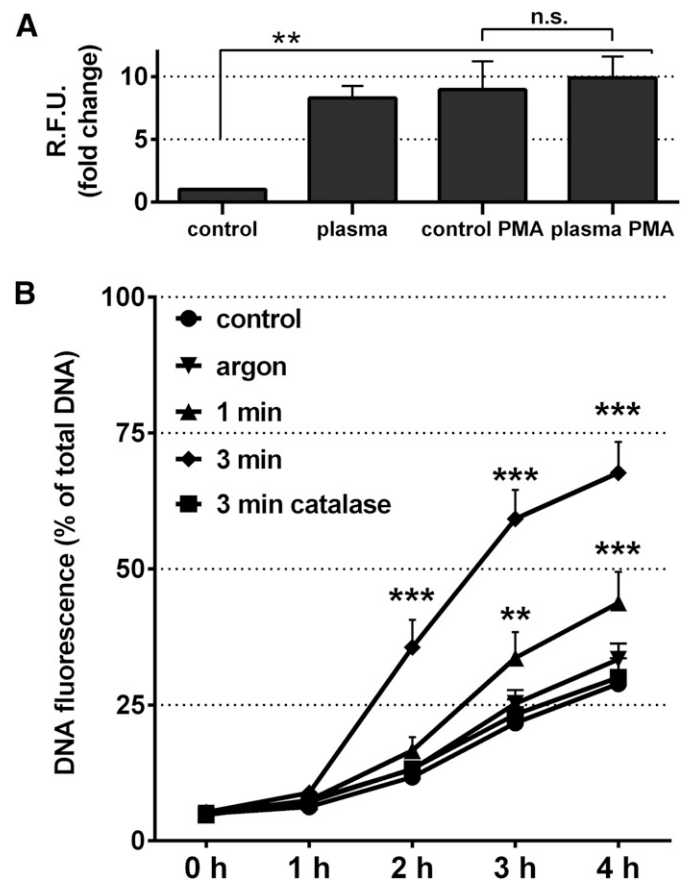 A
n.s.
**
R.F.U.
(fold change)
10
5
0
control
plasma
control PMA
plasma PMA
B
DNA fluorescence (% of total DNA)
100
75
50
25
0
control
argon
1 min
3 min
3 min catalase
***
***
***
**
***
0 h
1 h
2 h
3 h
4 h